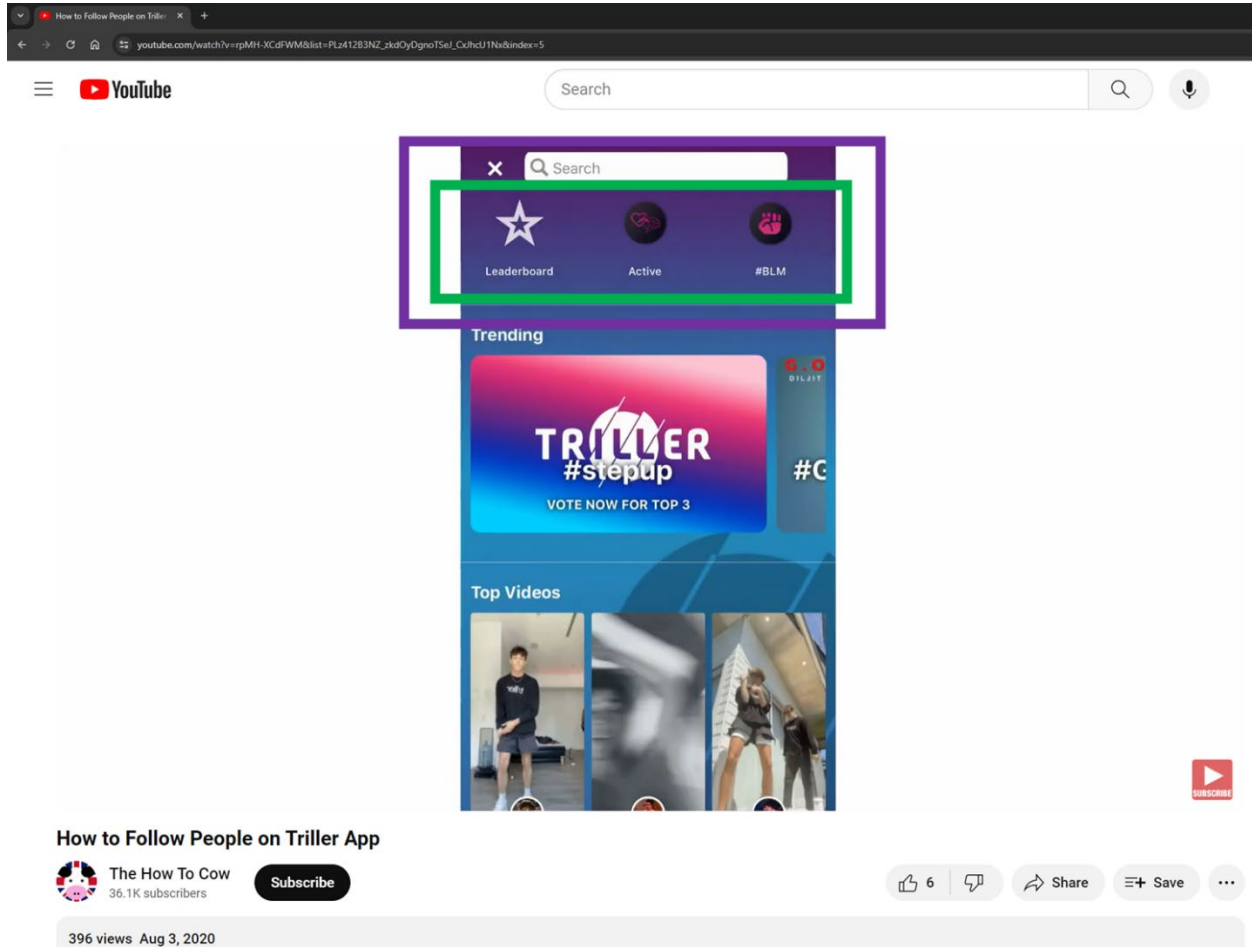 How to Follow People on Triller
youtube.com/watch?v=rpMH-XCdFWM&list=PLz41283NZ_zkdOyDgnoTSeJ_CxJhcU1Nx&index=5
YouTube
Search
Search
Leaderboard Active #BLM
Trending
G.O
DILJIT
TRILLER
#stepup #G
VOTE NOW FOR TOP 3
Top Videos
SUBSCRIBE
How to Follow People on Triller App
The How To Cow
36.1K subscribers
Subscribe
6 Share Save
396 views Aug 3, 2020